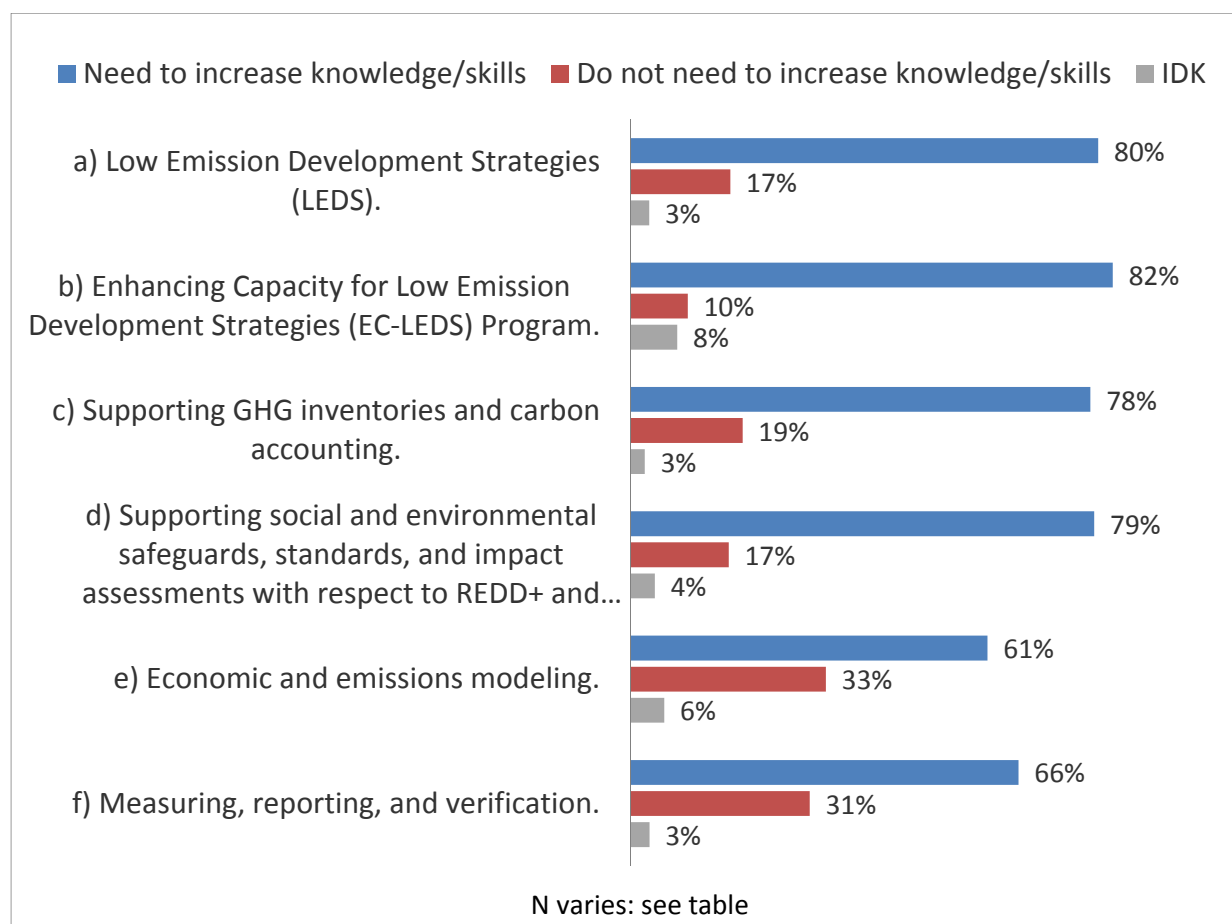 Need to increase knowledge/skills Do not need to increase knowledge/skills IDK
a) Low Emission Development Strategies
(LEDS).
80%
17%
3%
b) Enhancing Capacity for Low Emission
Development Strategies (EC-LEDS) Program.
82%
10%
8%
c) Supporting GHG inventories and carbon
accounting.
78%
19%
3%
d) Supporting social and environmental
safeguards, standards, and impact
assessments with respect to REDD+ and...
79%
17%
4%
e) Economic and emissions modeling.
61%
33%
6%
f) Measuring, reporting, and verification.
66%
31%
3%
N varies: see table